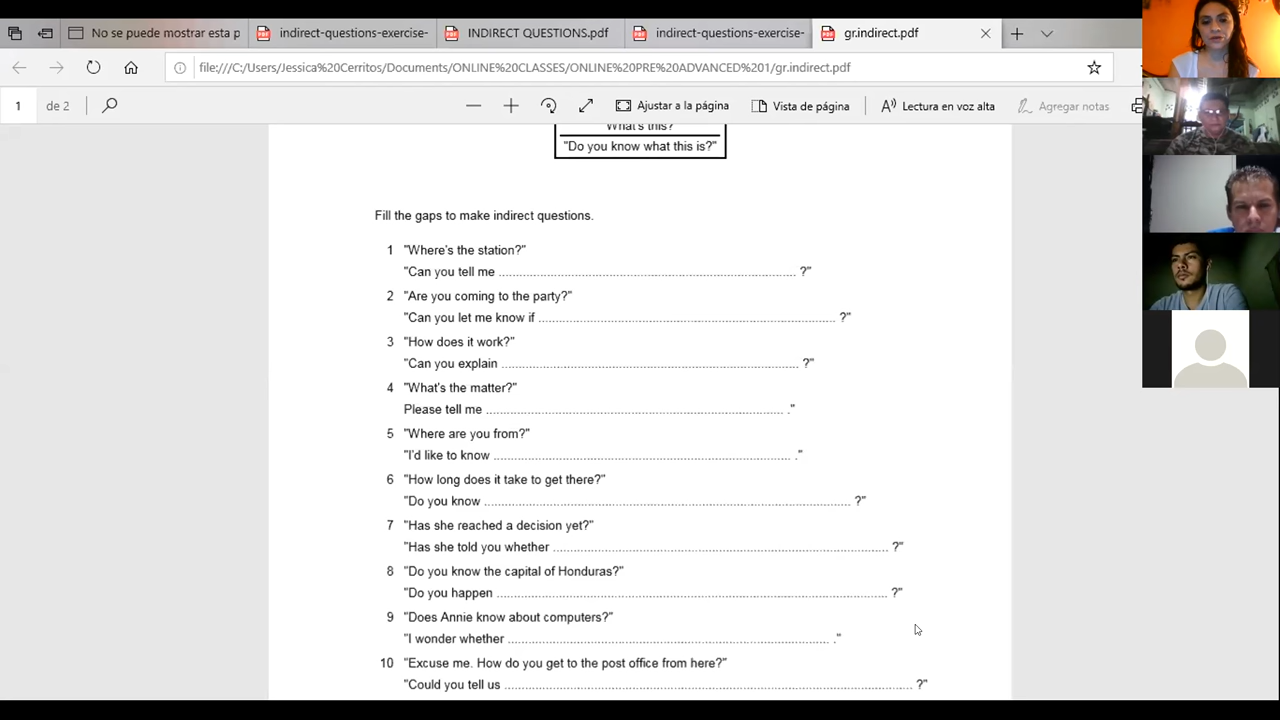 No se puede mostrar esta p
indirect-questions-exercise-
INDIRECT QUESTIONS.pdf
indirect-questions-exercise-
gr.indirect.pdf
file:///C:/Users/Jessica%20Cerritos/Documents/ONLINE%20CLASSES/ONLINE%20PRE%20ADVANCED%201/gr.indirect.pdf
1 de 2
Ajustar a la página
Vista de página
Lectura en voz alta
Agregar notas
What's this?
"Do you know what this is?"
Fill the gaps to make indirect questions.
1 "Where's the station?"
"Can you tell me ........................................ ?"
2 "Are you coming to the party?"
"Can you let me know if ........................................ ?"
3 "How does it work?"
"Can you explain ........................................ ?"
4 "What's the matter?"
Please tell me ........................................ ."
5 "Where are you from?"
"I'd like to know ........................................ ."
6 "How long does it take to get there?"
"Do you know ........................................ ?"
7 "Has she reached a decision yet?"
"Has she told you whether ........................................ ?"
8 "Do you know the capital of Honduras?"
"Do you happen ........................................ ?"
9 "Does Annie know about computers?"
"I wonder whether ........................................ ."
10 "Excuse me. How do you get to the post office from here?"
"Could you tell us ........................................ ?"